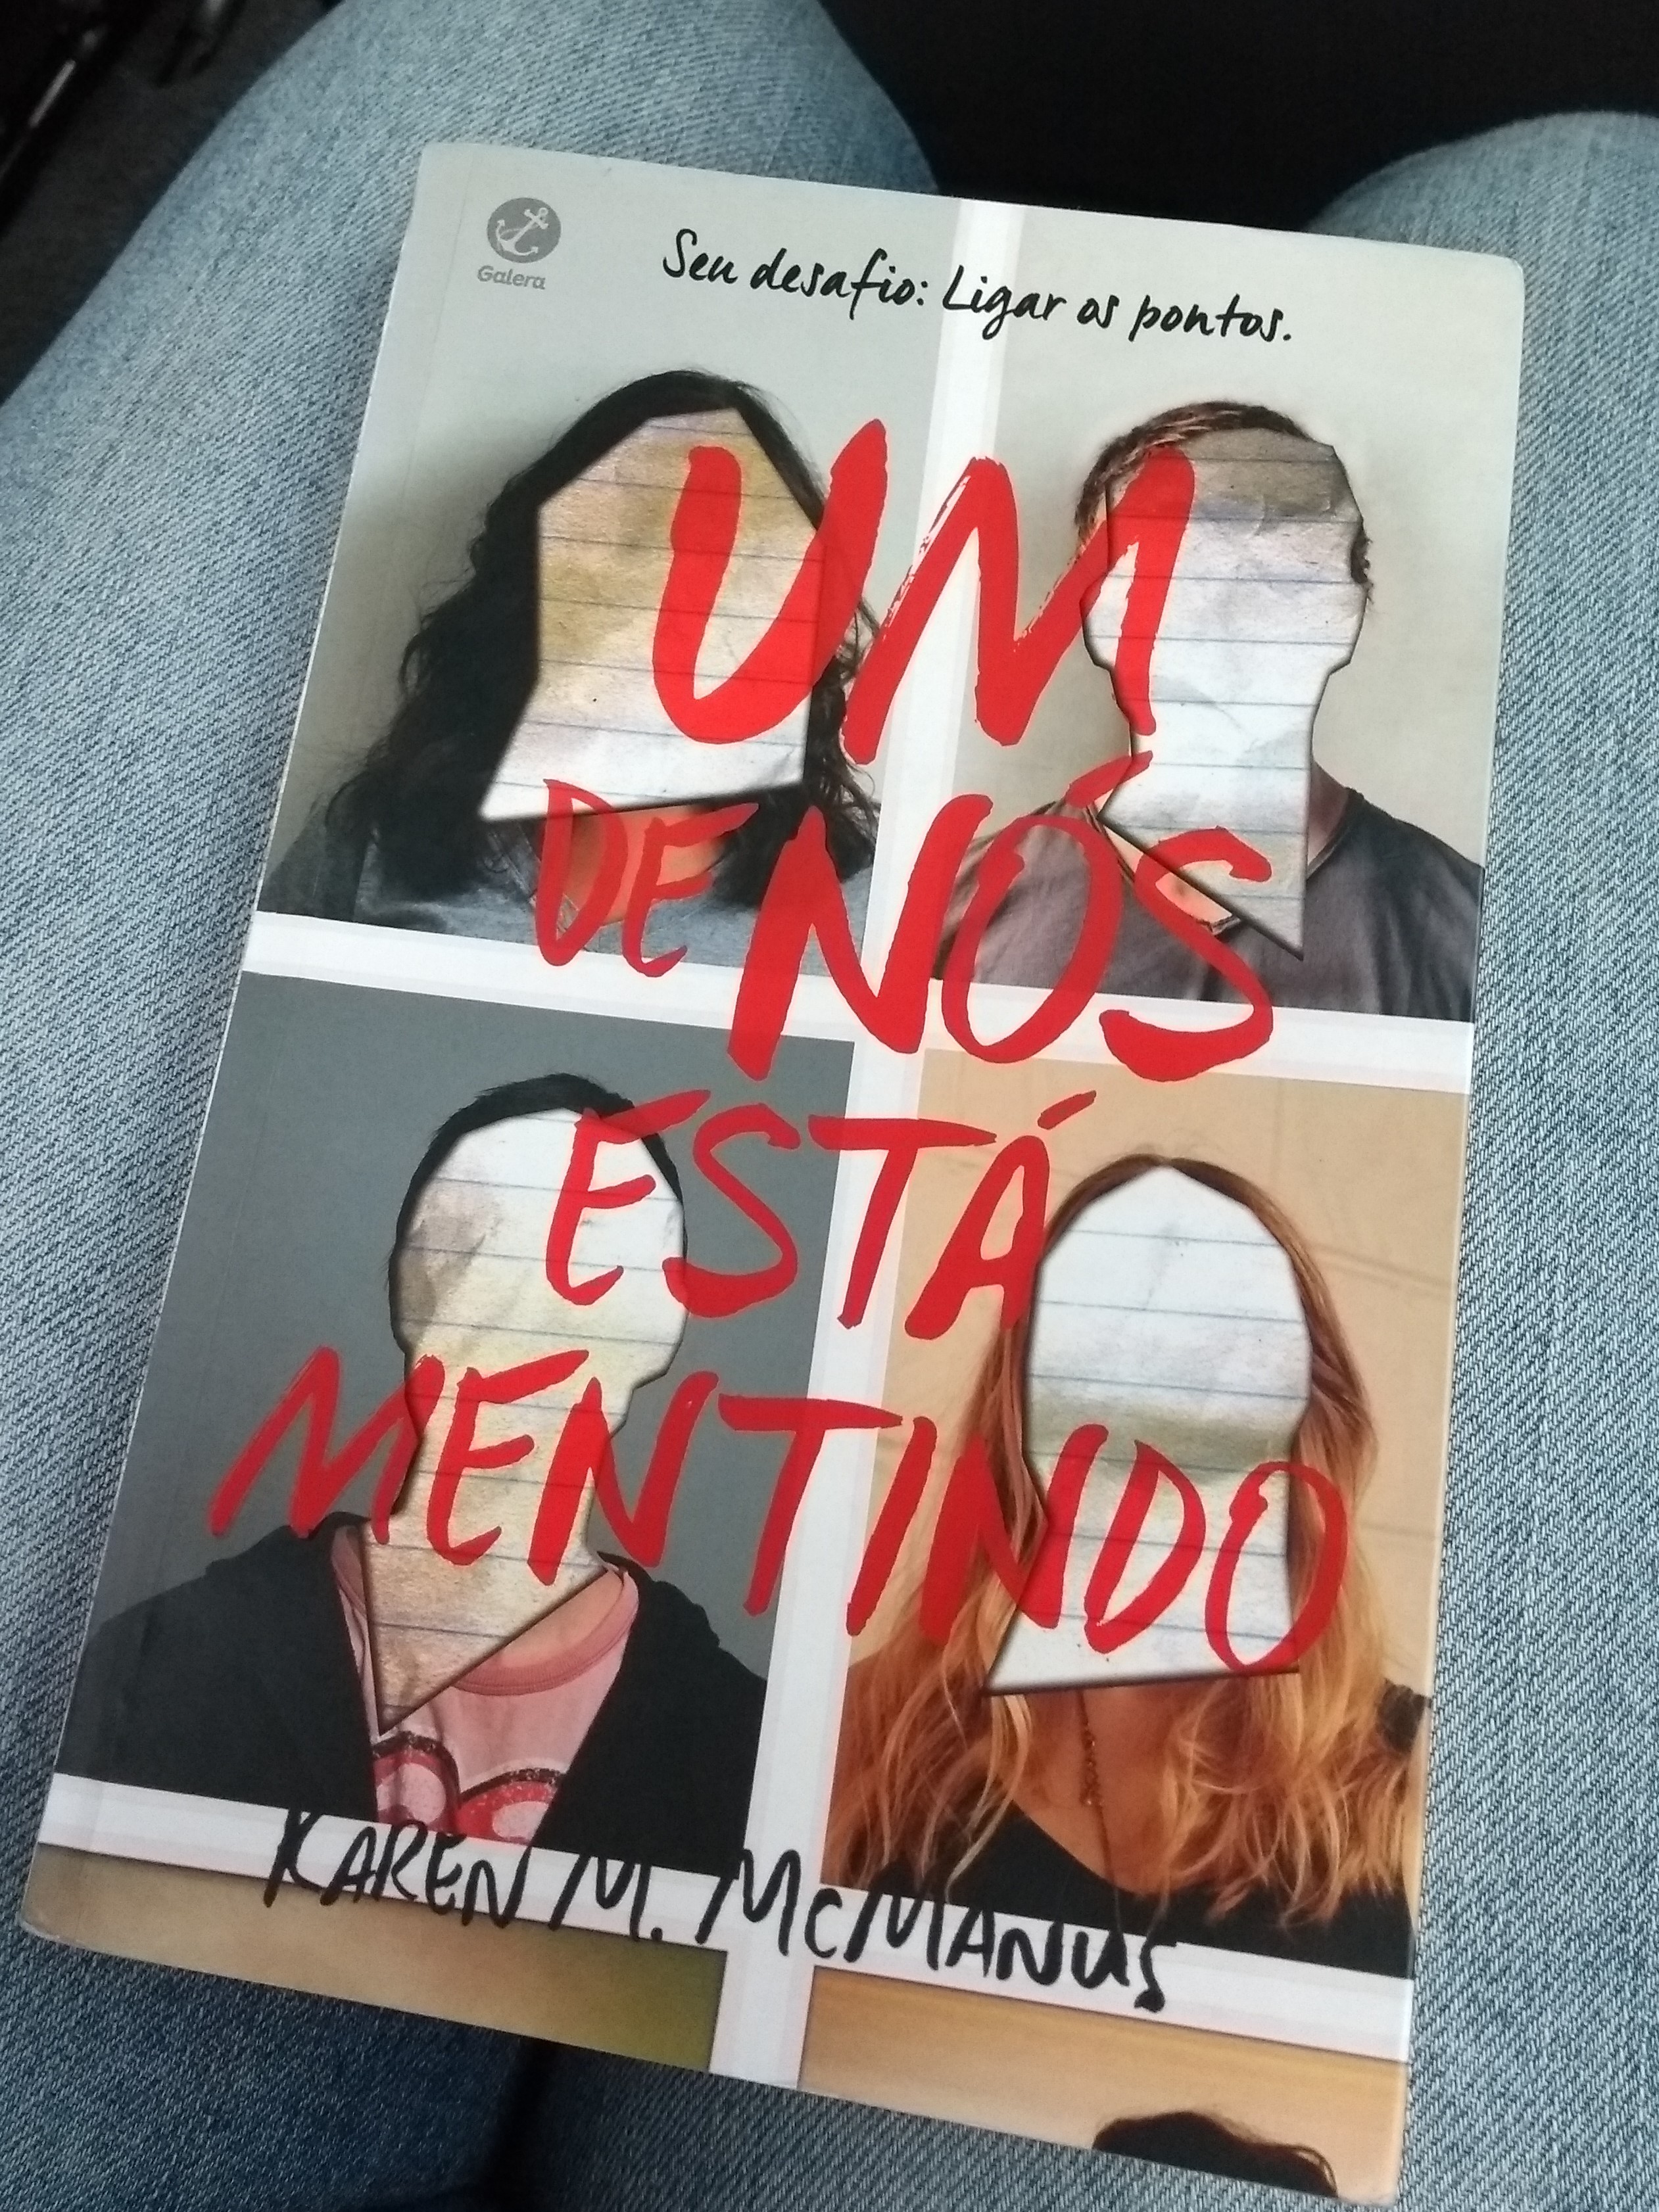 Galera
Seu desafio: Ligar os pontos.
UM
DE NÓS
ESTÁ
MENTINDO
KAREN M. McMANUS